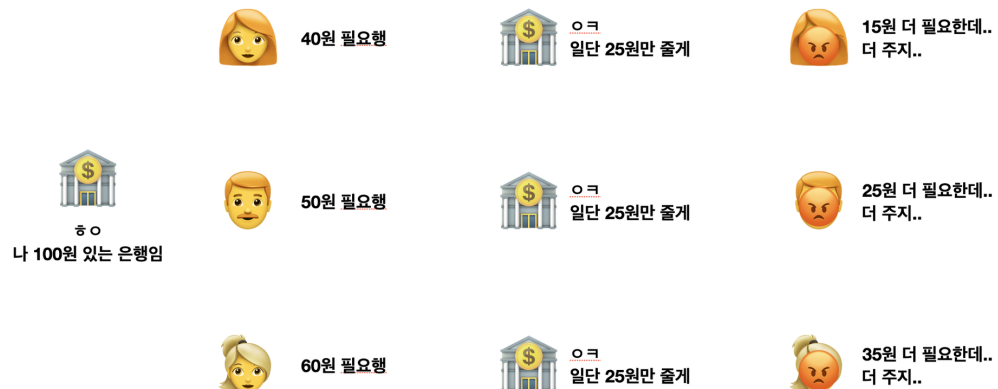 40원 필요행
ㅇㅋ
일단 25원만 줄게
15원 더 필요한데..
더 주지..
ㅎㅇ
나 100원 있는 은행임
50원 필요행
ㅇㅋ
일단 25원만 줄게
25원 더 필요한데..
더 주지..
60원 필요행
ㅇㅋ
일단 25원만 줄게
35원 더 필요한데..
더 주지..